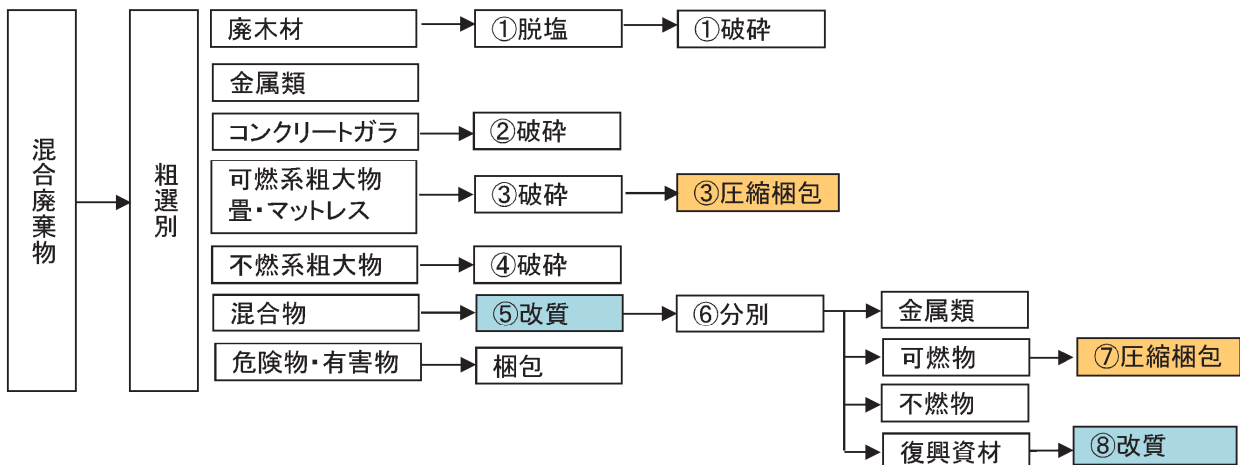 混合廃棄物
粗選別
廃木材
①脱塩
①破砕
金属類
コンクリートガラ
②破砕
可燃系粗大物
畳・マットレス
③破砕
③圧縮梱包
不燃系粗大物
④破砕
混合物
⑤改質
⑥分別
金属類
可燃物
⑦圧縮梱包
不燃物
復興資材
⑧改質
危険物・有害物
梱包